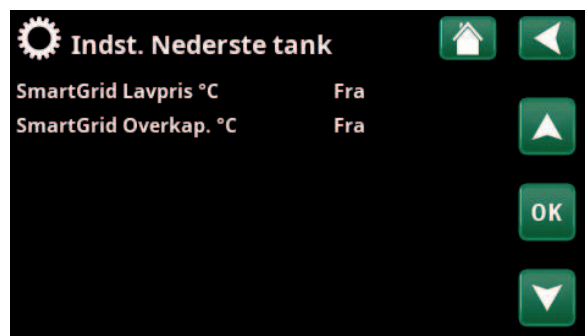 Indst. Nederste tank
SmartGrid Lavpris °C Fra
SmartGrid Overkap. °C Fra
OK